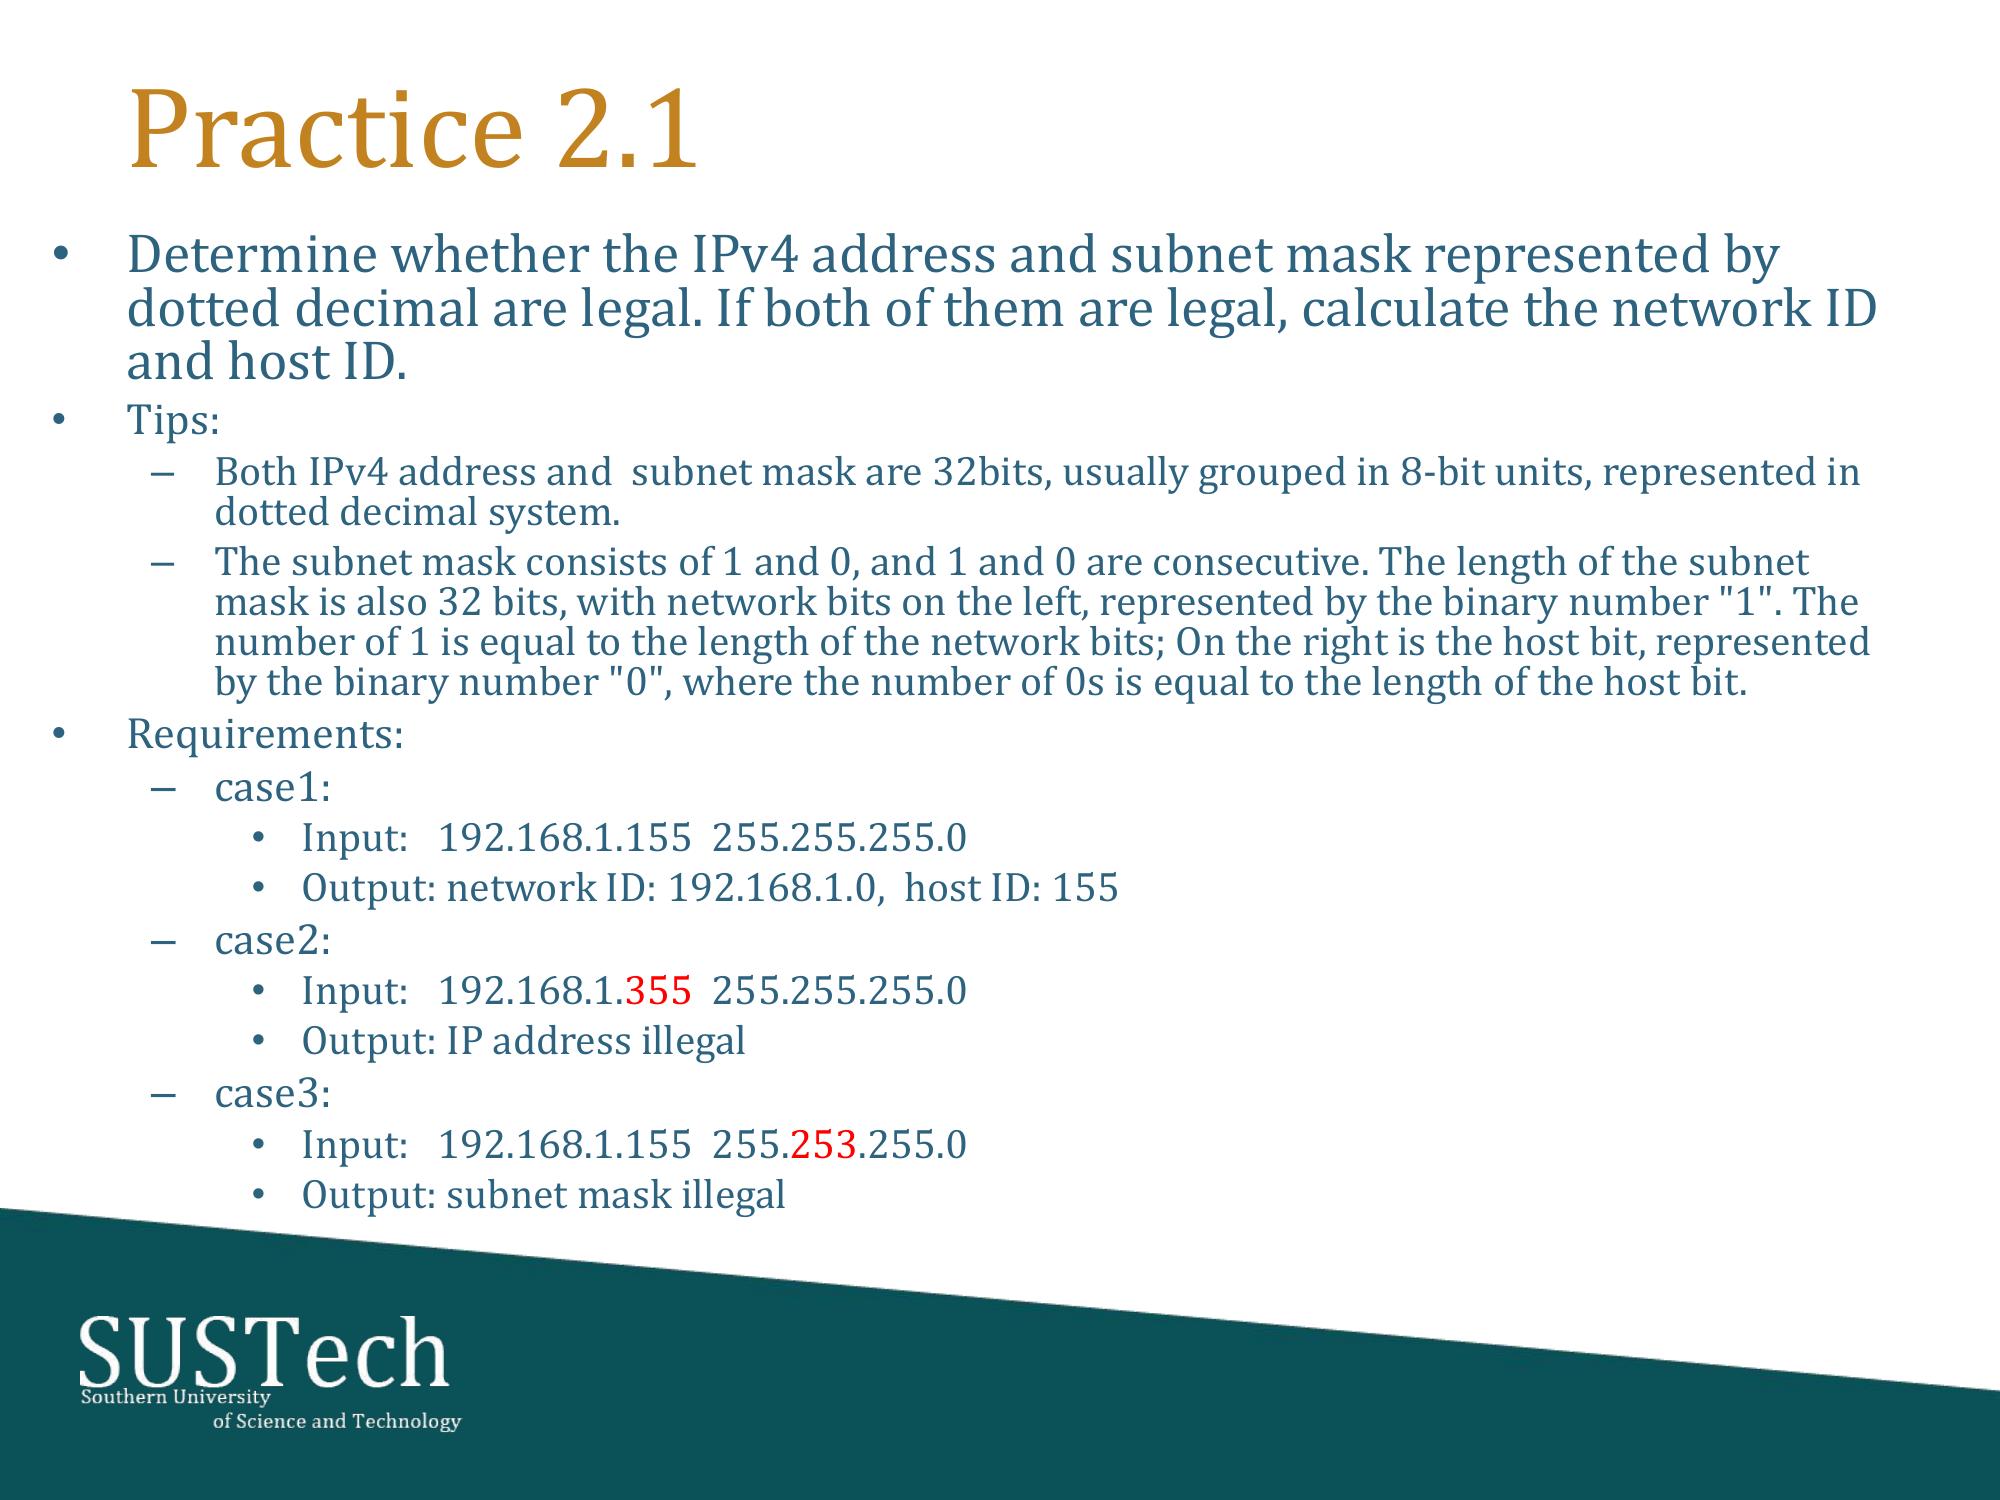 Practice 2.1
• Determine whether the IPv4 address and subnet mask represented by
dotted decimal are legal. If both of them are legal, calculate the network ID
and host ID.
• Tips:
– Both IPv4 address and  subnet mask are 32bits, usually grouped in 8-bit units, represented in
dotted decimal system.
– The subnet mask consists of 1 and 0, and 1 and 0 are consecutive. The length of the subnet
mask is also 32 bits, with network bits on the left, represented by the binary number "1". The
number of 1 is equal to the length of the network bits; On the right is the host bit, represented
by the binary number "0", where the number of 0s is equal to the length of the host bit.
• Requirements:
– case1:
• Input:   192.168.1.155  255.255.255.0
• Output: network ID: 192.168.1.0,  host ID: 155
– case2:
• Input:   192.168.1.355  255.255.255.0
• Output: IP address illegal
– case3:
• Input:   192.168.1.155  255.253.255.0
• Output: subnet mask illegal
SUSTech
Southern University
of Science and Technology